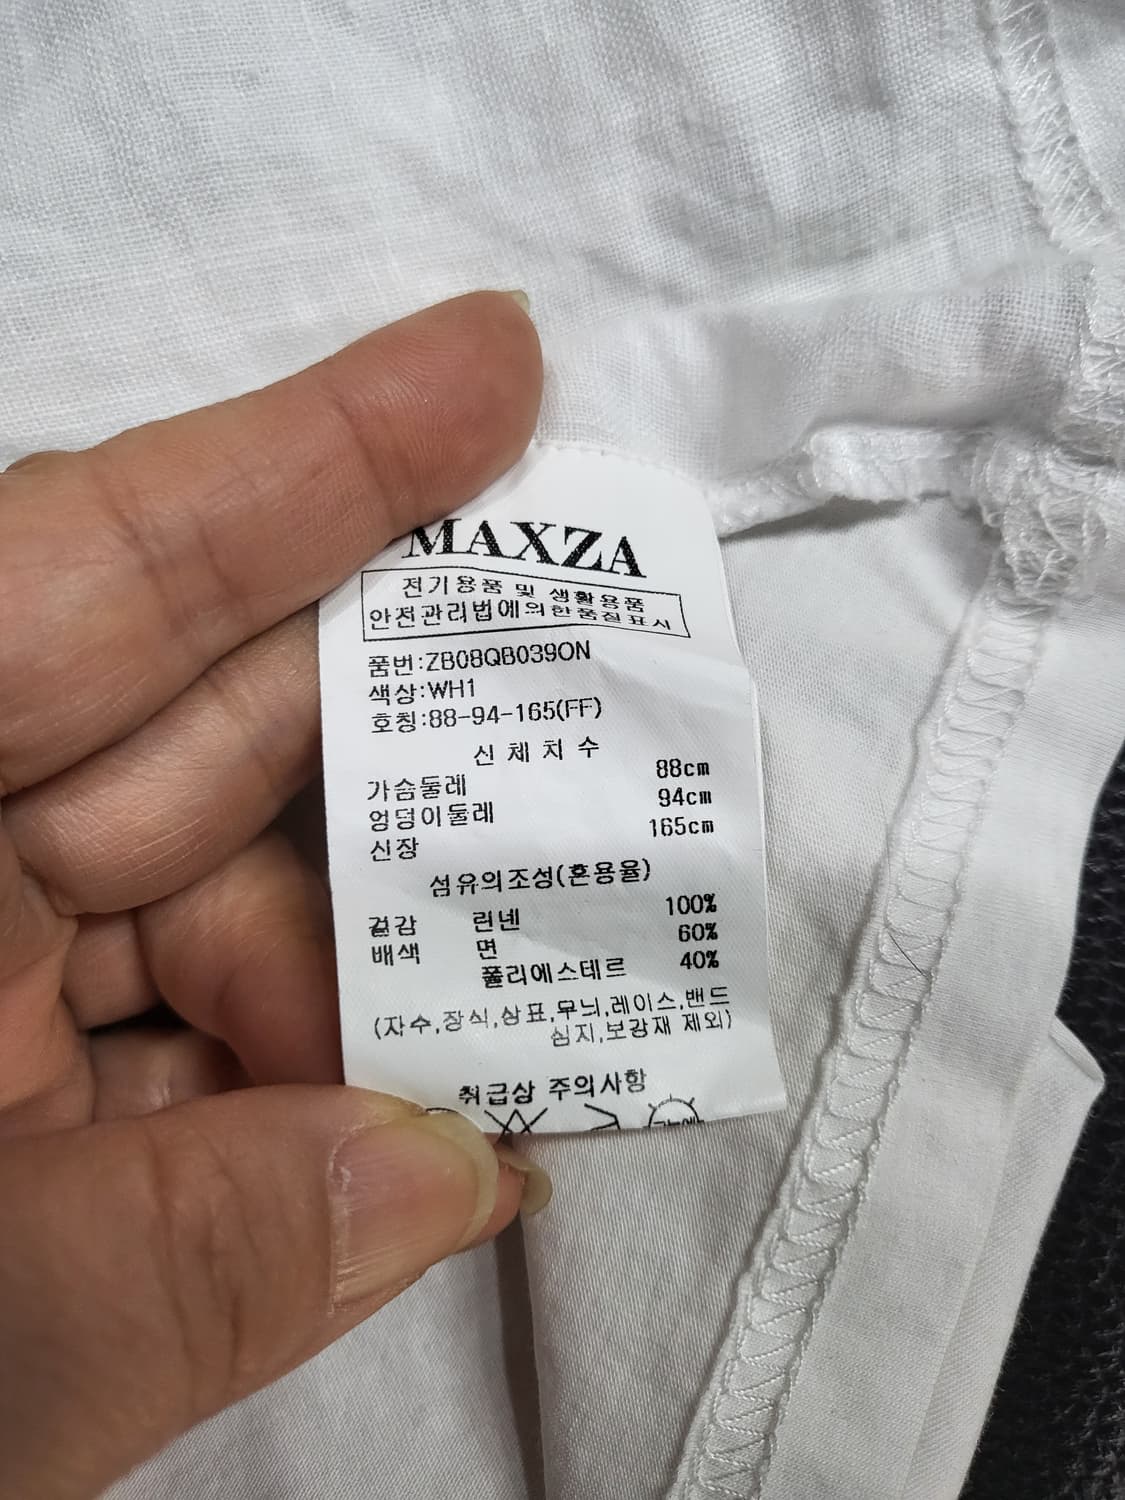 MAXZA
전기용품 및 생활용품
안전관리법에의한품질표시
품번:ZB08QB039ON
색상:WH1
호칭:88-94-165(FF)
신 체 치 수
가슴둘레 88cm
엉덩이둘레 94cm
신장 165cm
섬유의조성(혼용율)
겉감 린넨 100%
배색 면 60%
폴리에스테르 40%
(자수,장식,상표,무늬,레이스,밴드
심지,보강재 제외)
취급상 주의사항